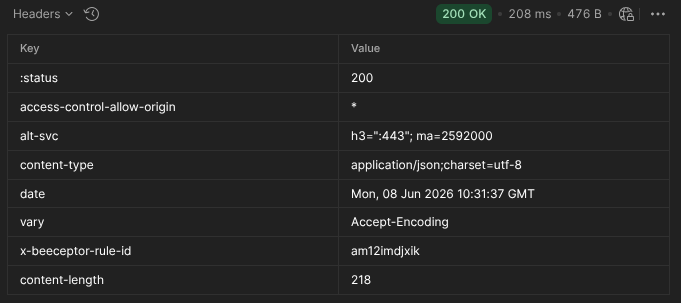 Headers 200 OK • 208 ms • 476 B •
Key Value
:status 200
access-control-allow-origin *
alt-svc h3=":443"; ma=2592000
content-type application/json;charset=utf-8
date Mon, 08 Jun 2026 10:31:37 GMT
vary Accept-Encoding
x-beeceptor-rule-id am12imdjxik
content-length 218